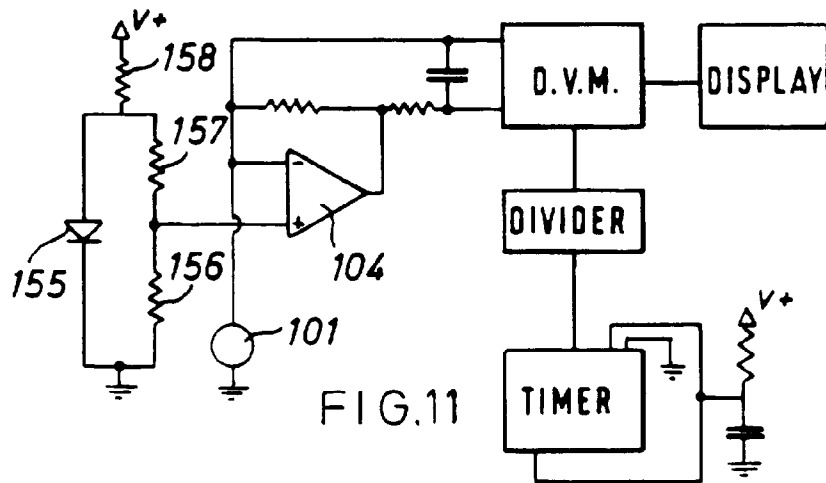 V+
158
157
155
156
-
+
104
101
D.V.M.
DISPLAY
DIVIDER
TIMER
V+
FIG.11